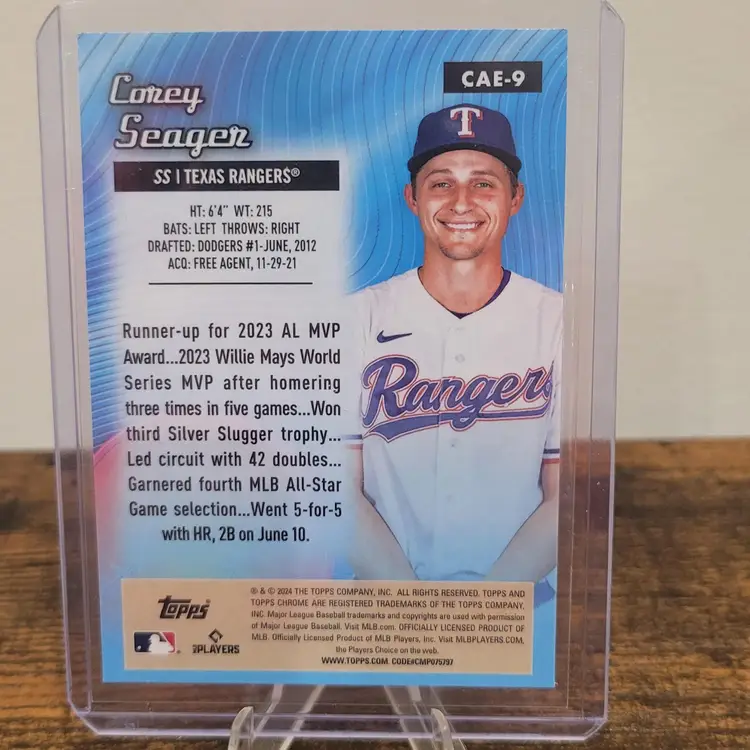 CAE-9
Corey
Seager
SS | TEXAS RANGERS®
HT: 6'4" WT: 215
BATS: LEFT THROWS: RIGHT
DRAFTED: DODGERS #1-JUNE, 2012
ACQ: FREE AGENT, 11-29-21
T
Rangers
Runner-up for 2023 AL MVP
Award...2023 Willie Mays World
Series MVP after homering
three times in five games...Won
third Silver Slugger trophy...
Led circuit with 42 doubles...
Garnered fourth MLB All-Star
Game selection...Went 5-for-5
with HR, 2B on June 10.
TOPPS
PLAYERS
® & © 2024 THE TOPPS COMPANY, INC. ALL RIGHTS RESERVED. TOPPS AND
TOPPS CHROME ARE REGISTERED TRADEMARKS OF THE TOPPS COMPANY,
INC. Major League Baseball trademarks and copyrights are used with permission
of Major League Baseball. Visit MLB.com. OFFICIALLY LICENSED PRODUCT OF
MLB. Officially Licensed Product of MLB Players, Inc. Visit MLBPLAYERS.COM,
the Players Choice on the web.
WWW.TOPPS.COM CODE#CMP075797